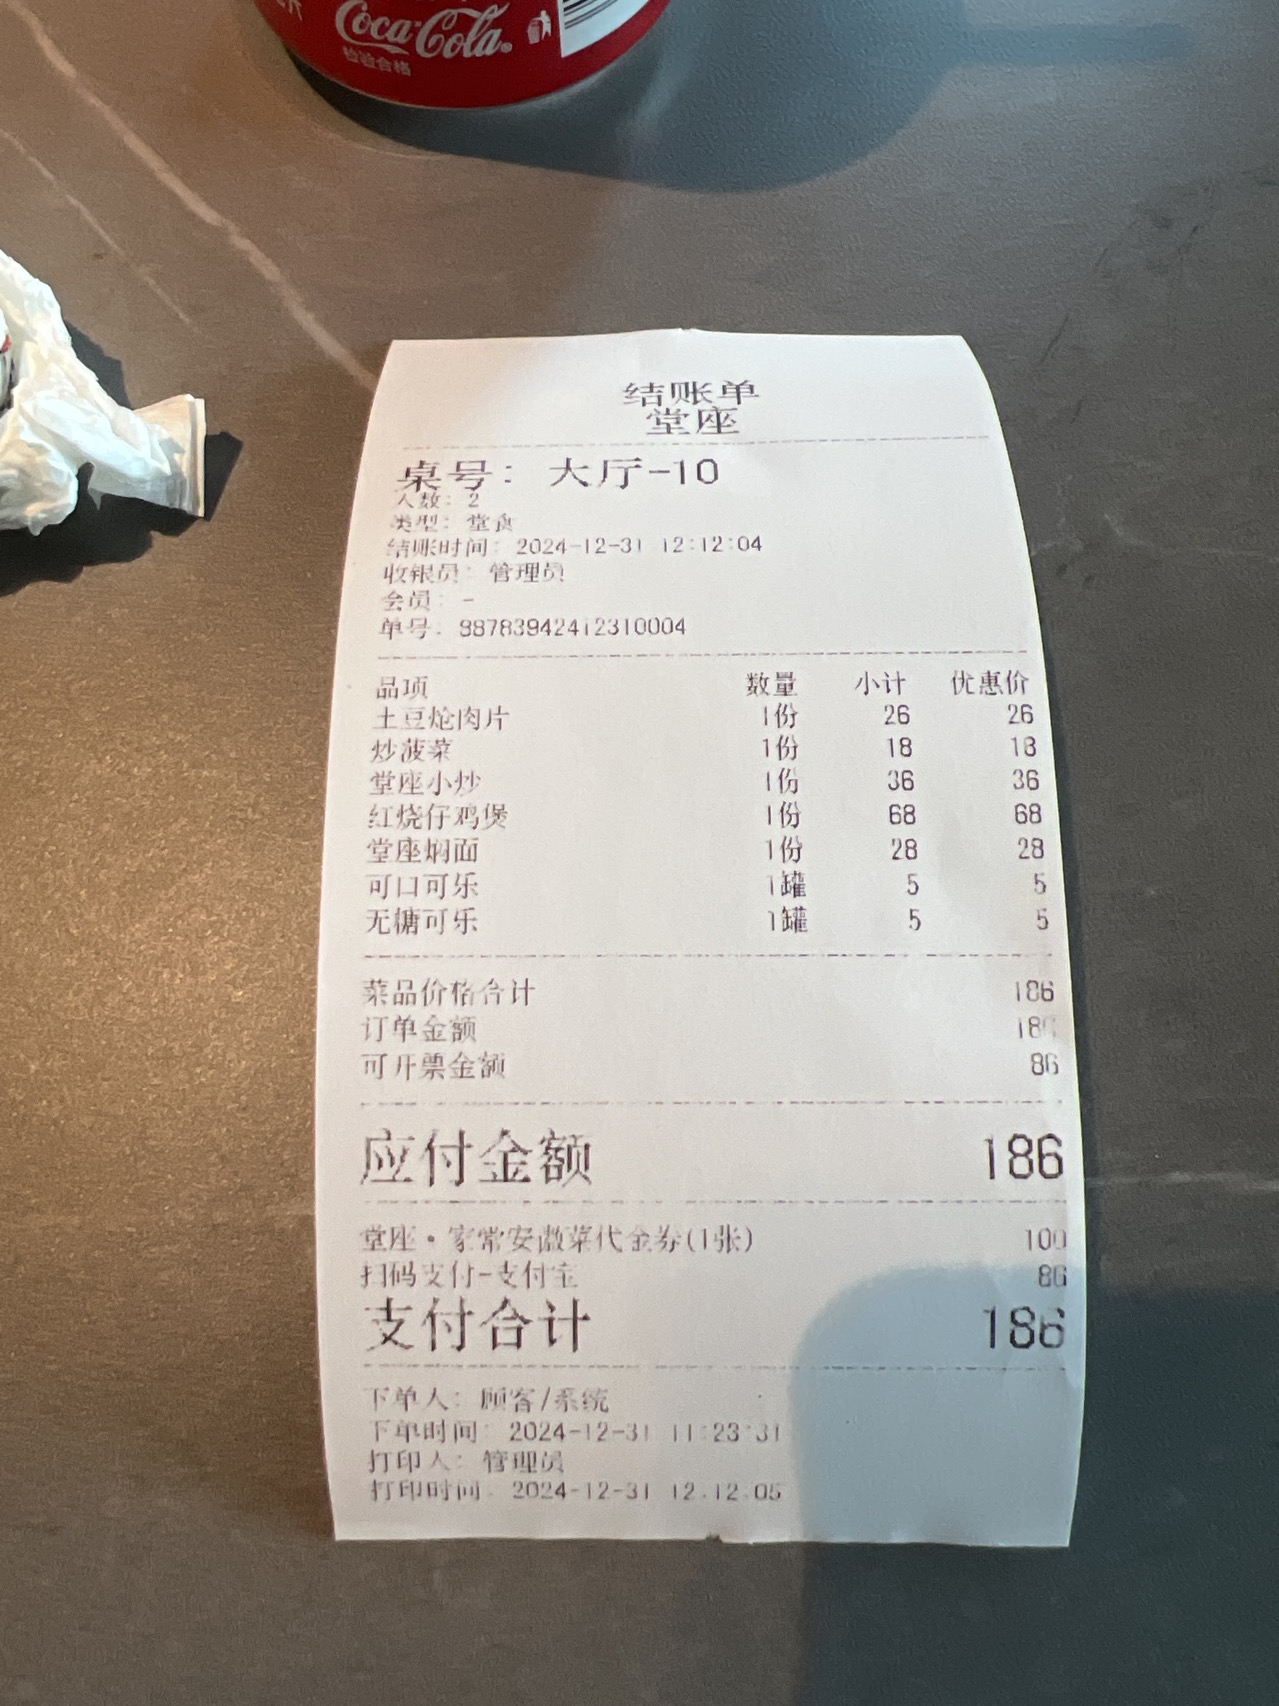 Coca-Cola
检验合格
结账单
堂座
桌号: 大厅-10
人数: 2
类型: 堂食
结账时间: 2024-12-31 12:12:04
收银员: 管理员
会员: -
单号: 98783942412310004
品项 数量 小计 优惠价
土豆炝肉片 1份 26 26
炒菠菜 1份 18 18
堂座小炒 1份 36 36
红烧仔鸡煲 1份 68 68
堂座焖面 1份 28 28
可口可乐 1罐 5 5
无糖可乐 1罐 5 5
菜品价格合计 186
订单金额 186
可开票金额 86
应付金额 186
堂座·家常安徽菜代金券(1张) 100
扫码支付-支付宝 86
支付合计 186
下单人: 顾客/系统
下单时间: 2024-12-31 11:23:31
打印人: 管理员
打印时间: 2024-12-31 12:12:05